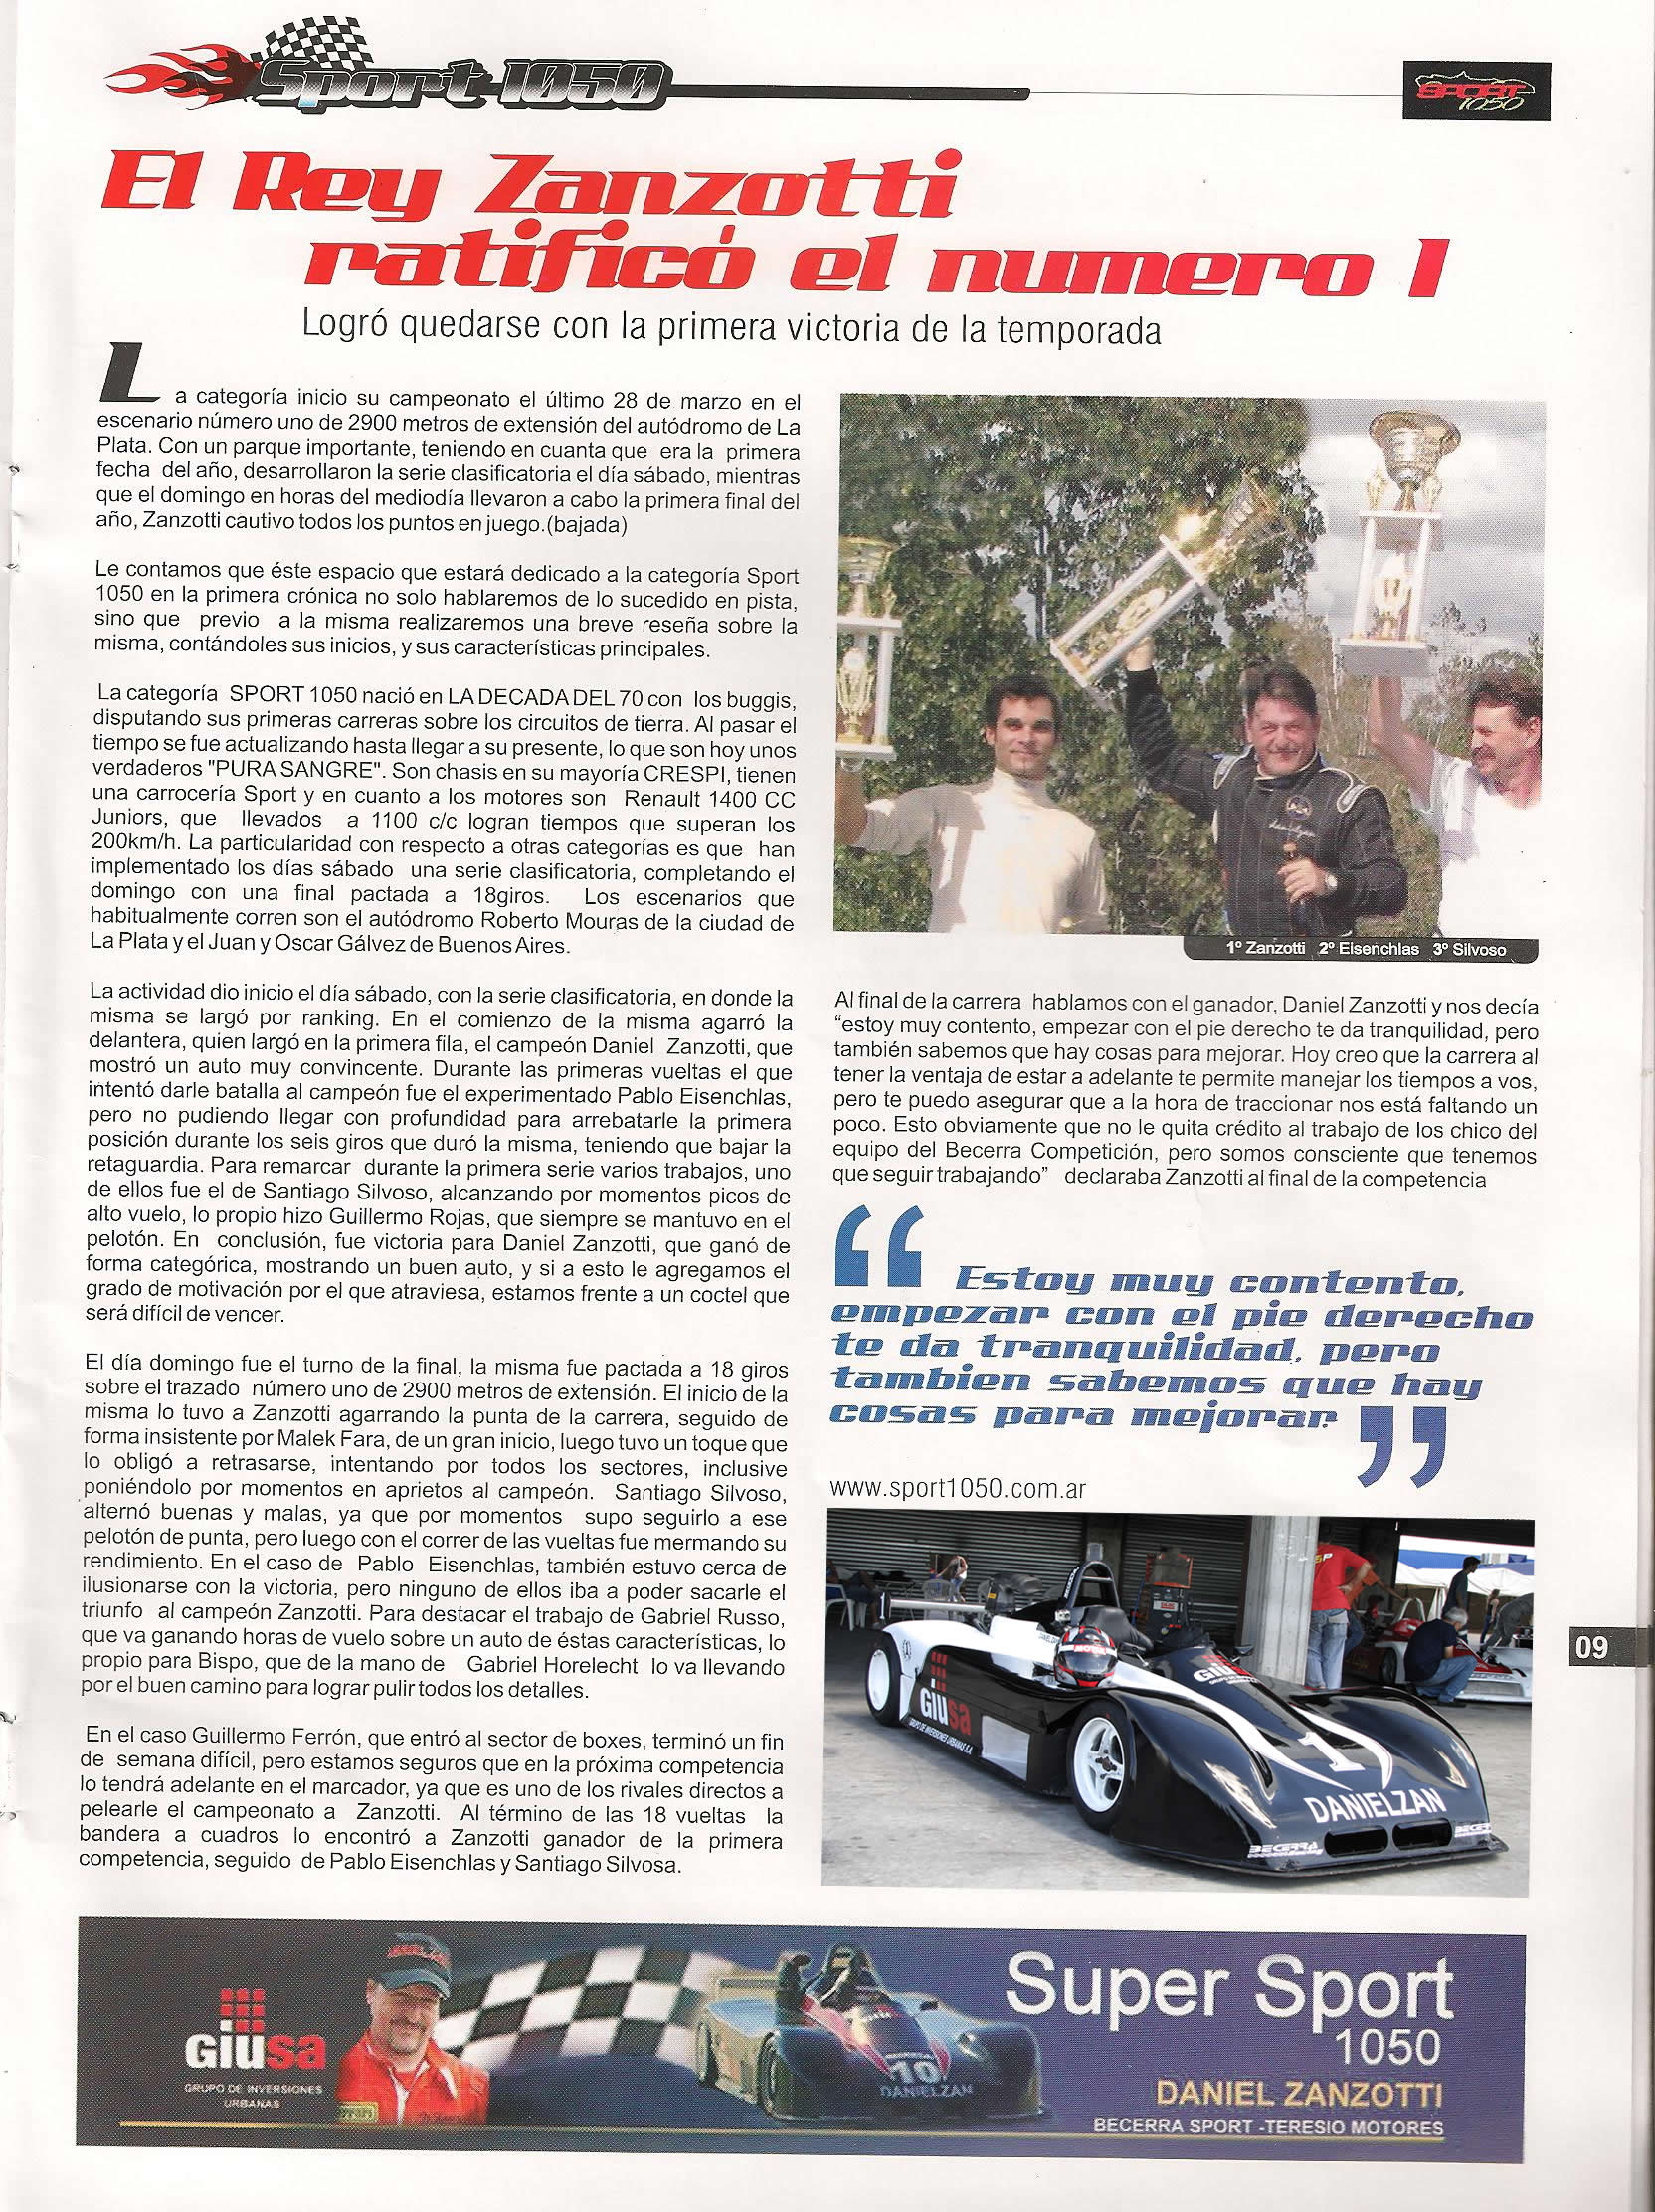 Sport 1050
SPORT
1050
El Rey Zanzotti
ratificó el numero 1
Logró quedarse con la primera victoria de la temporada
La categoría inicio su campeonato el último 28 de marzo en el
escenario número uno de 2900 metros de extensión del autódromo de La
Plata. Con un parque importante, teniendo en cuanta que era la primera
fecha del año, desarrollaron la serie clasificatoria el día sábado, mientras
que el domingo en horas del mediodía llevaron a cabo la primera final del
año, Zanzotti cautivo todos los puntos en juego.(bajada)
Le contamos que éste espacio que estará dedicado a la categoría Sport
1050 en la primera crónica no solo hablaremos de lo sucedido en pista,
sino que previo a la misma realizaremos una breve reseña sobre la
misma, contándoles sus inicios, y sus características principales.
La categoría SPORT 1050 nació en LA DECADA DEL 70 con los buggis,
disputando sus primeras carreras sobre los circuitos de tierra. Al pasar el
tiempo se fue actualizando hasta llegar a su presente, lo que son hoy unos
verdaderos "PURA SANGRE". Son chasis en su mayoría CRESPI, tienen
una carrocería Sport y en cuanto a los motores son Renault 1400 CC
Juniors, que llevados a 1100 c/c logran tiempos que superan los
200km/h. La particularidad con respecto a otras categorías es que han
implementado los días sábado una serie clasificatoria, completando el
domingo con una final pactada a 18giros. Los escenarios que
habitualmente corren son el autódromo Roberto Mouras de la ciudad de
La Plata y el Juan y Oscar Gálvez de Buenos Aires.
La actividad dio inicio el día sábado, con la serie clasificatoria, en donde la
misma se largó por ranking. En el comienzo de la misma agarró la
delantera, quien largó en la primera fila, el campeón Daniel Zanzotti, que
mostró un auto muy convincente. Durante las primeras vueltas el que
intentó darle batalla al campeón fue el experimentado Pablo Eisenchlas,
pero no pudiendo llegar con profundidad para arrebatarle la primera
posición durante los seis giros que duró la misma, teniendo que bajar la
retaguardia. Para remarcar durante la primera serie varios trabajos, uno
de ellos fue el de Santiago Silvoso, alcanzando por momentos picos de
alto vuelo, lo propio hizo Guillermo Rojas, que siempre se mantuvo en el
pelotón. En conclusión, fue victoria para Daniel Zanzotti, que ganó de
forma categórica, mostrando un buen auto, y si a esto le agregamos el
grado de motivación por el que atraviesa, estamos frente a un coctel que
será difícil de vencer.
El día domingo fue el turno de la final, la misma fue pactada a 18 giros
sobre el trazado número uno de 2900 metros de extensión. El inicio de la
misma lo tuvo a Zanzotti agarrando la punta de la carrera, seguido de
forma insistente por Malek Fara, de un gran inicio, luego tuvo un toque que
lo obligó a retrasarse, intentando por todos los sectores, inclusive
poniéndolo por momentos en aprietos al campeón. Santiago Silvoso,
alternó buenas y malas, ya que por momentos supo seguirlo a ese
pelotón de punta, pero luego con el correr de las vueltas fue mermando su
rendimiento. En el caso de Pablo Eisenchlas, también estuvo cerca de
ilusionarse con la victoria, pero ninguno de ellos iba a poder sacarle el
triunfo al campeón Zanzotti. Para destacar el trabajo de Gabriel Russo,
que va ganando horas de vuelo sobre un auto de éstas características, lo
propio para Bispo, que de la mano de Gabriel Horelecht lo va llevando
por el buen camino para lograr pulir todos los detalles.
En el caso Guillermo Ferrón, que entró al sector de boxes, terminó un fin
de semana difícil, pero estamos seguros que en la próxima competencia
lo tendrá adelante en el marcador, ya que es uno de los rivales directos a
pelearle el campeonato a Zanzotti. Al término de las 18 vueltas la
bandera a cuadros lo encontró a Zanzotti ganador de la primera
competencia, seguido de Pablo Eisenchlas y Santiago Silvosa.
1º Zanzotti 2º Eisenchlas 3º Silvoso
Al final de la carrera hablamos con el ganador, Daniel Zanzotti y nos decía
“estoy muy contento, empezar con el pie derecho te da tranquilidad, pero
también sabemos que hay cosas para mejorar. Hoy creo que la carrera al
tener la ventaja de estar a adelante te permite manejar los tiempos a vos,
pero te puedo asegurar que a la hora de traccionar nos está faltando un
poco. Esto obviamente que no le quita crédito al trabajo de los chico del
equipo del Becerra Competición, pero somos consciente que tenemos
que seguir trabajando” declaraba Zanzotti al final de la competencia
“ Estoy muy contento,
empezar con el pie derecho
te da tranquilidad, pero
tambien sabemos que hay
cosas para mejorar. ”
www.sport1050.com.ar
1
GIUSA
GIUSA
GRUPO DE INVERSIONES URBANAS S.A.
1
DANIELZAN
BECERRA
09
GIUSA
GRUPO DE INVERSIONES
URBANAS
10
DANIELZAN
Super Sport
1050
DANIEL ZANZOTTI
BECERRA SPORT -TERESIO MOTORES